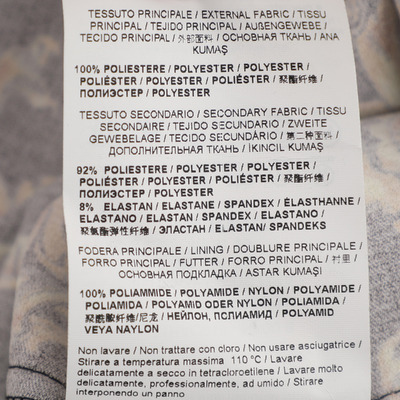 TESSUTO PRINCIPALE / EXTERNAL FABRIC / TISSU
PRINCIPAL / TEJIDO PRINCIPAL / AUßENGEWEBE /
TECIDO PRINCIPAL / 外部面料 / ОСНОВНАЯ ТКАНЬ / ANA
KUMAŞ
100% POLIESTERE / POLYESTER / POLYESTER /
POLIÉSTER / POLYESTER / POLIÉSTER / 聚酯纤维 /
ПОЛИЭСТЕР / POLYESTER
TESSUTO SECONDARIO / SECONDARY FABRIC / TISSU
SECONDAIRE / TEJIDO SECUNDARIO / ZWEITE
GEWEBELAGE / TECIDO SECUNDÁRIO / 第二种面料 /
ДОПОЛНИТЕЛЬНАЯ ТКАНЬ / İKINCIL KUMAŞ
92% POLIESTERE / POLYESTER / POLYESTER /
POLIÉSTER / POLYESTER / POLIÉSTER / 聚酯纤维 /
ПОЛИЭСТЕР / POLYESTER
8% ELASTAN / ELASTANE / SPANDEX / ÉLASTHANNE /
ELASTANO / ELASTAN / SPANDEX / ELASTANO /
聚氨酯弹性纤维 / ЭЛАСТАН / ELASTAN / SPANDEKS
FODERA PRINCIPALE / LINING / DOUBLURE PRINCIPALE /
FORRO PRINCIPAL / FUTTER / FORRO PRINCIPAL / 衬里 /
ОСНОВНАЯ ПОДКЛАДКА / ASTAR KUMAŞI
100% POLIAMMIDE / POLYAMIDE / NYLON / POLYAMIDE /
POLIAMIDA / POLYAMID ODER NYLON / POLIAMIDA /
聚酰胺纤维/尼龙 / НЕЙЛОН, ПСЛИАМИД / POLYAMID
VEYA NAYLON
Non lavare / Non trattare con cloro / Non usare asciugatrice /
Stirare a temperatura massima 110 °C / Lavare
delicatamente a secco in tetracloroetilene / Lavare molto
delicatamente, professionalmente, ad umido / Stirare
interponendo un panno